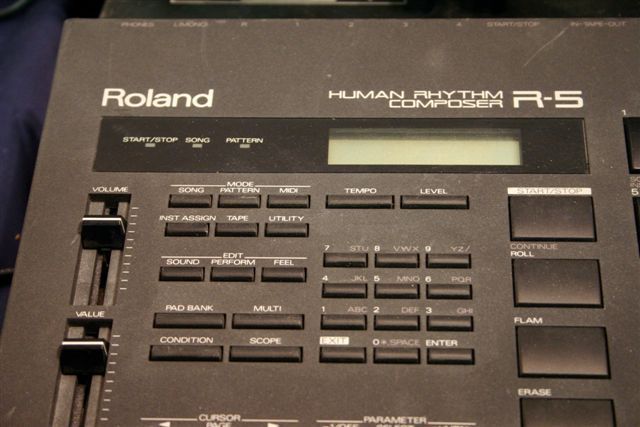 PHONES L(MONO) R 1 2 3 4 START/STOP IN-TAPE-OUT
Roland HUMAN RHYTHM COMPOSER R-5
START/STOP SONG PATTERN
VOLUME
MODE
SONG PATTERN MIDI TEMPO LEVEL START/STOP
INST ASSIGN TAPE UTILITY
EDIT
SOUND PERFORM FEEL
7 STU 8 VWX 9 YZ/
CONTINUE
ROLL
4 JKL 5 MNO 6 PQR
PAD BANK MULTI 1 ABC 2 DEF 3 GHI
VALUE
FLAM
CONDITION SCOPE EXIT 0 *,SPACE ENTER
ERASE
CURSOR PARAMETER
1
5